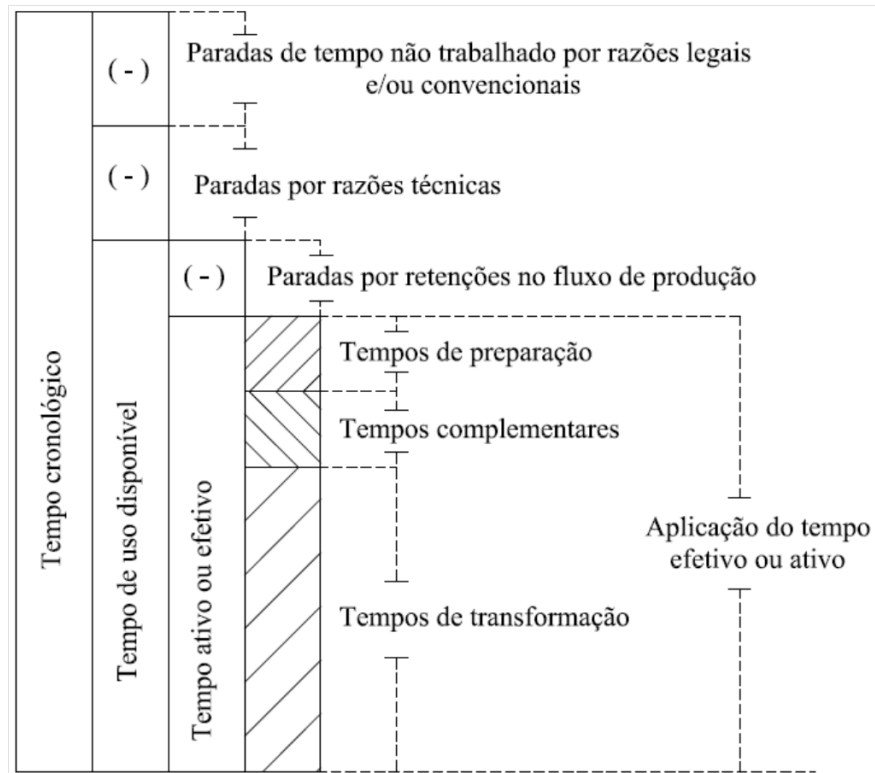 ( - )
Paradas de tempo não trabalhado por razões legais
e/ou convencionais
( - )
Paradas por razões técnicas
( - )
Paradas por retenções no fluxo de produção
Tempos de preparação
Tempos complementares
Tempos de transformação
Aplicação do tempo
efetivo ou ativo
Tempo cronológico
Tempo de uso disponível
Tempo ativo ou efetivo